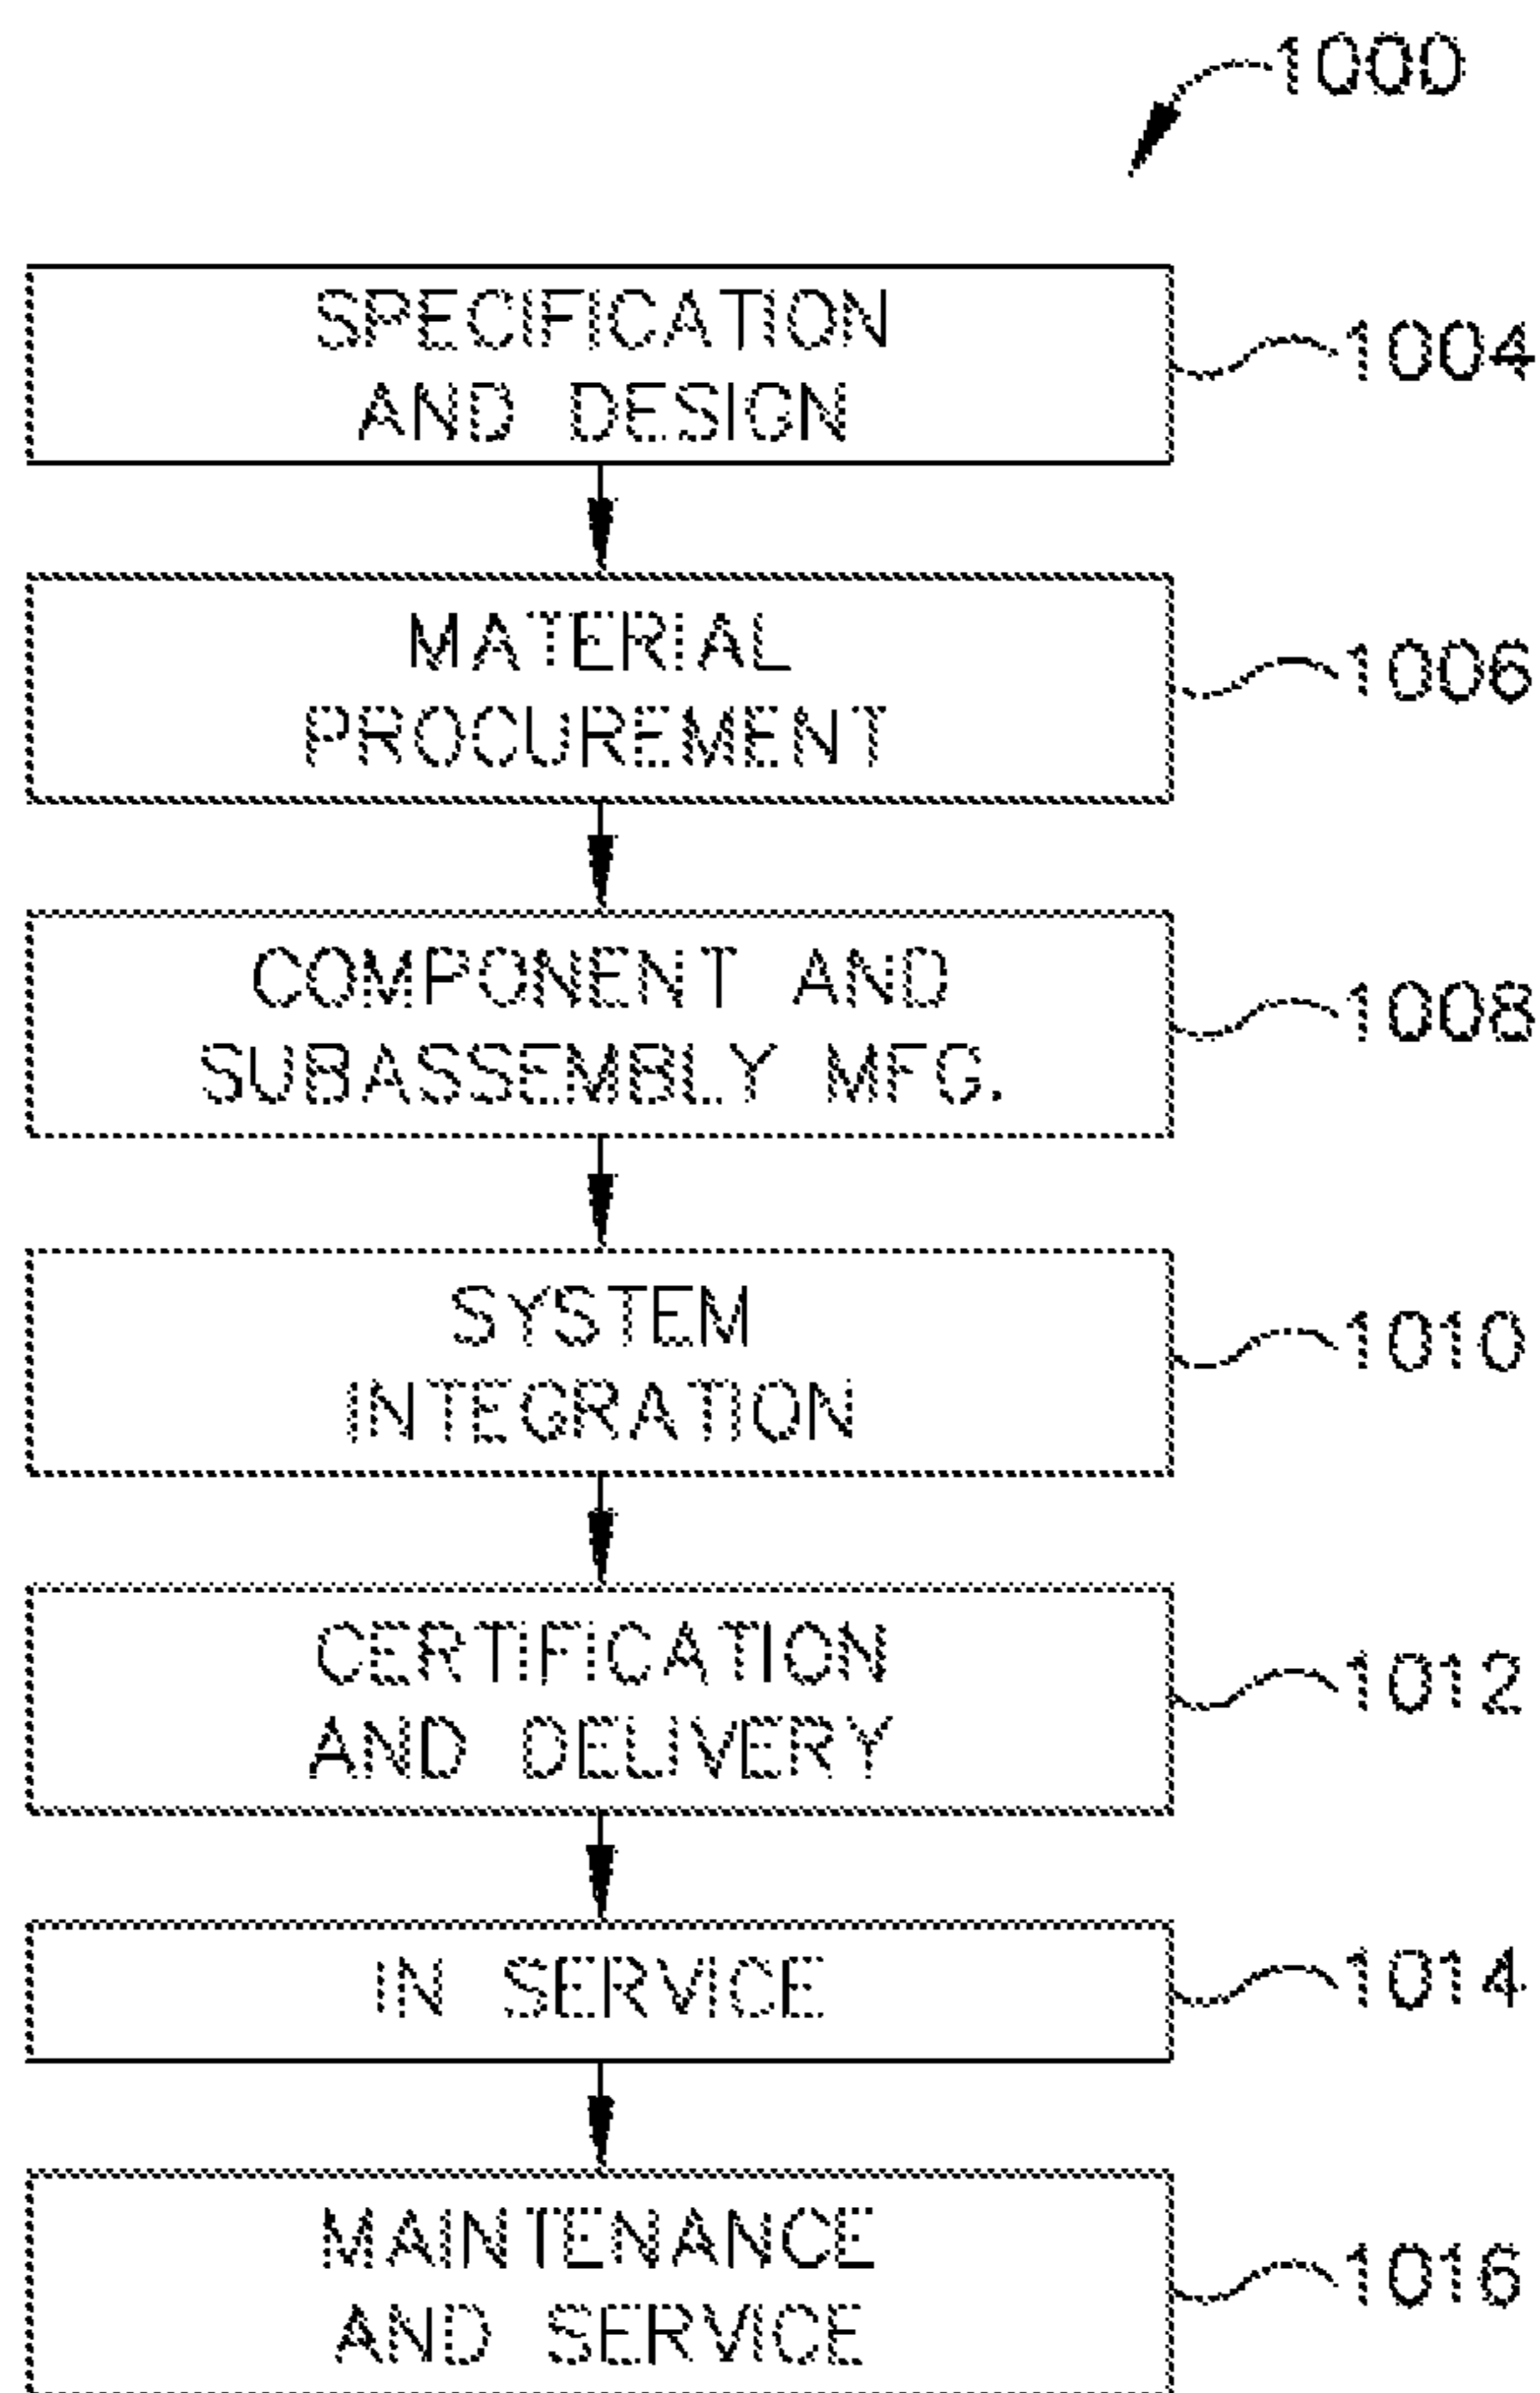 1000
SPECIFICATION
AND DESIGN
1004
MATERIAL
PROCUREMENT
1006
COMPONENT AND
SUBASSEMBLY MFG.
1008
SYSTEM
INTEGRATION
1010
CERTIFICATION
AND DELIVERY
1012
IN SERVICE
1014
MAINTENANCE
AND SERVICE
1016